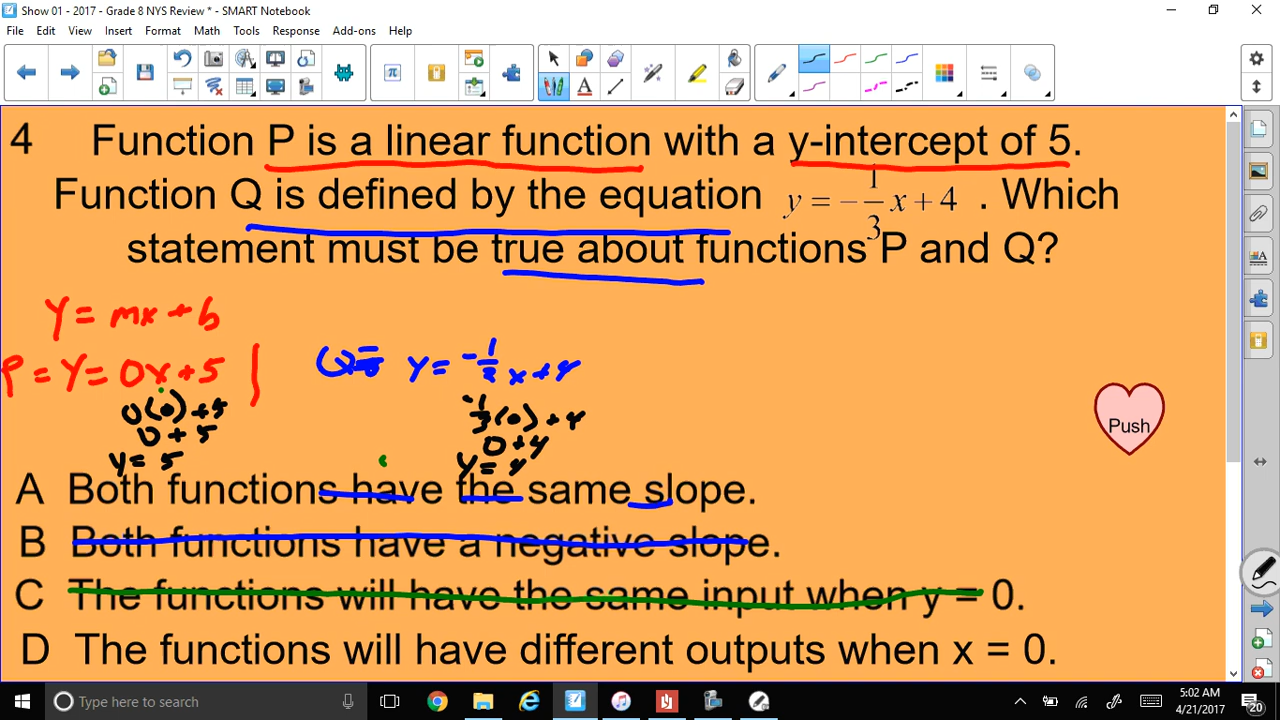 Show 01 - 2017 - Grade 8 NYS Review * - SMART Notebook
File Edit View Insert Format Math Tools Response Add-ons Help
4 Function P is a linear function with a y-intercept of 5.
Function Q is defined by the equation y = -1/3 x + 4 . Which
statement must be true about functions P and Q?
Y = mx + b
P = Y = 0x + 5
Q = Y = -1/3 x + 4
0(0) + 5
-1/3 (0) + 4
0 + 5
0 + 4
Y = 5
Y = 4
Push
A Both functions have the same slope.
B Both functions have a negative slope.
C The functions will have the same input when y = 0.
D The functions will have different outputs when x = 0.
Type here to search
5:02 AM
4/21/2017
20